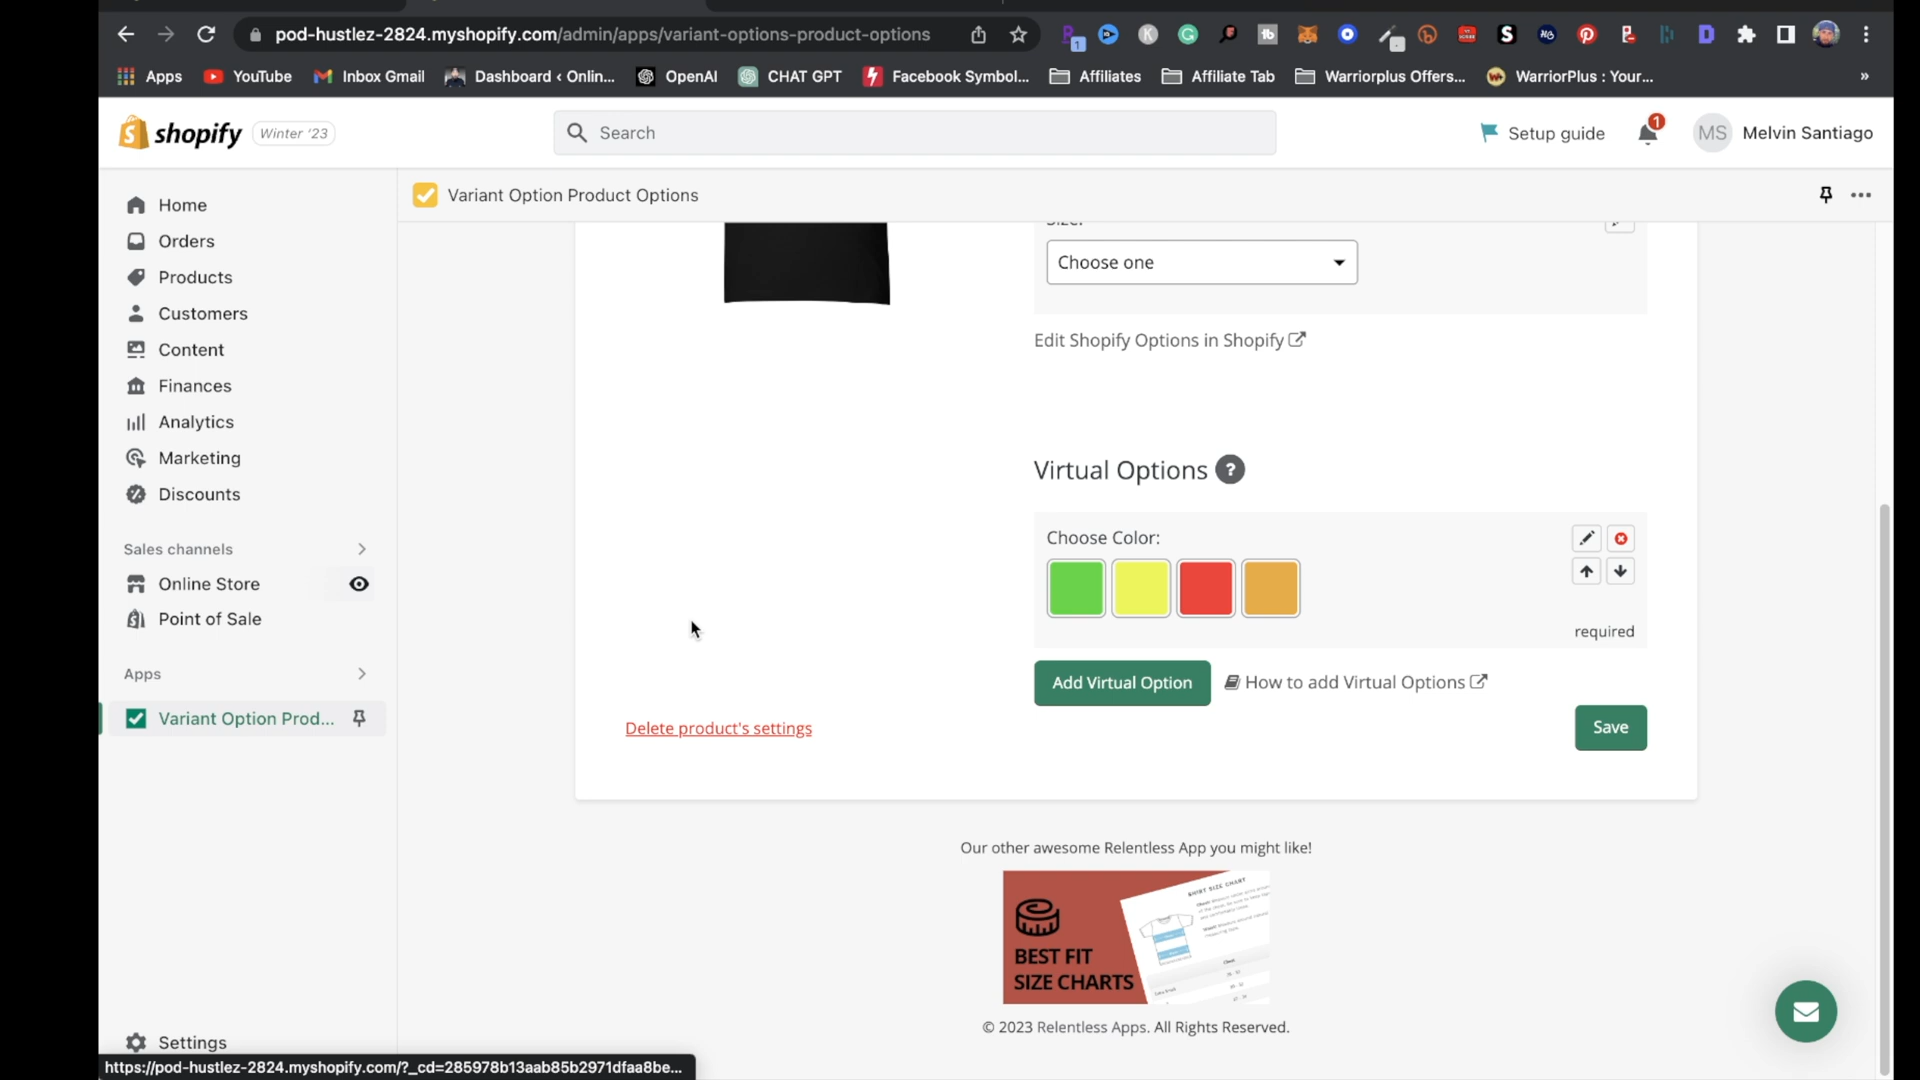 pod-hustlez-2824.myshopify.com/admin/apps/variant-options-product-options
Apps YouTube Inbox Gmail Dashboard ‹ Onlin... OpenAI CHAT GPT Facebook Symbol... Affiliates Affiliate Tab Warriorplus Offers... WarriorPlus : Your... »
shopify Winter '23 Search Setup guide 1 MS Melvin Santiago
Variant Option Product Options
Home
Orders
Products
Customers
Content
Finances
Analytics
Marketing
Discounts
Sales channels
Online Store
Point of Sale
Apps
Variant Option Prod...
Settings
Size:
Choose one
Edit Shopify Options in Shopify
Virtual Options ?
Choose Color:
required
Add Virtual Option How to add Virtual Options
Delete product's settings
Save
Our other awesome Relentless App you might like!
SHIRT SIZE CHART
BEST FIT
SIZE CHARTS
© 2023 Relentless Apps. All Rights Reserved.
https://pod-hustlez-2824.myshopify.com/?_cd=285978b13aab85b2971dfaa8be...